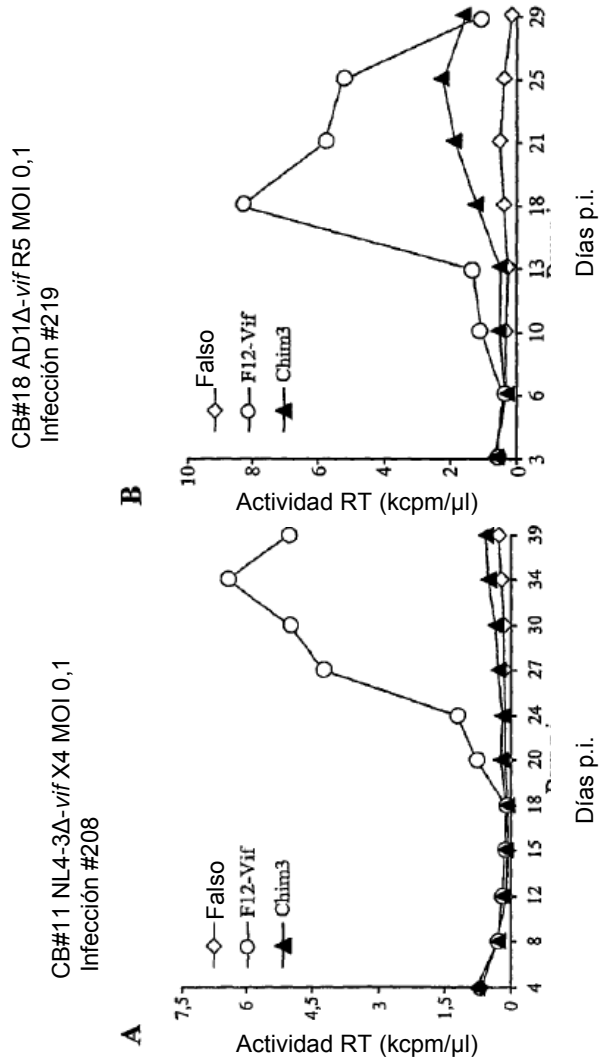 CB#11 NL4-3Δ-vif X4 MOI 0,1
Infección #208
A
Falso
F12-Vif
Chim3
7,5
6
4,5
3
1,5
0
Actividad RT (kcpm/µl)
4
8
12
15
18
20
24
27
30
34
39
Días p.i.
CB#18 AD1Δ-vif R5 MOI 0,1
Infección #219
B
Falso
F12-Vif
Chim3
10
8
6
4
2
0
Actividad RT (kcpm/µl)
3
6
10
13
18
21
25
29
Días p.i.